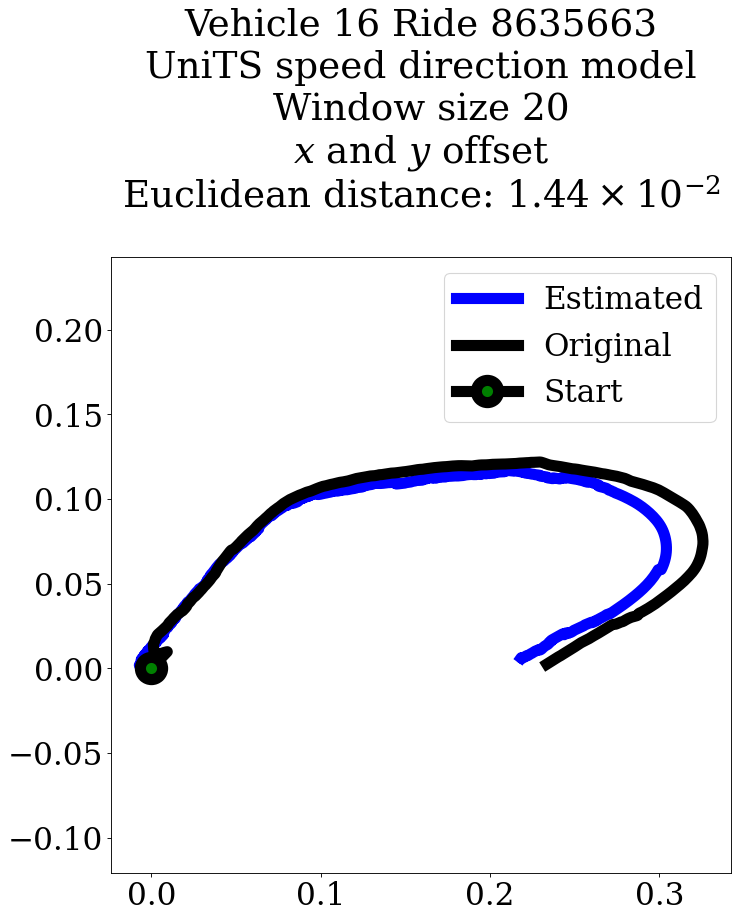 Vehicle 16 Ride 8635663
UniTS speed direction model
Window size 20
x and y offset
Euclidean distance: 1.44 × 10⁻²
Estimated
Original
Start
0.20
0.15
0.10
0.05
0.00
−0.05
−0.10
0.0 0.1 0.2 0.3